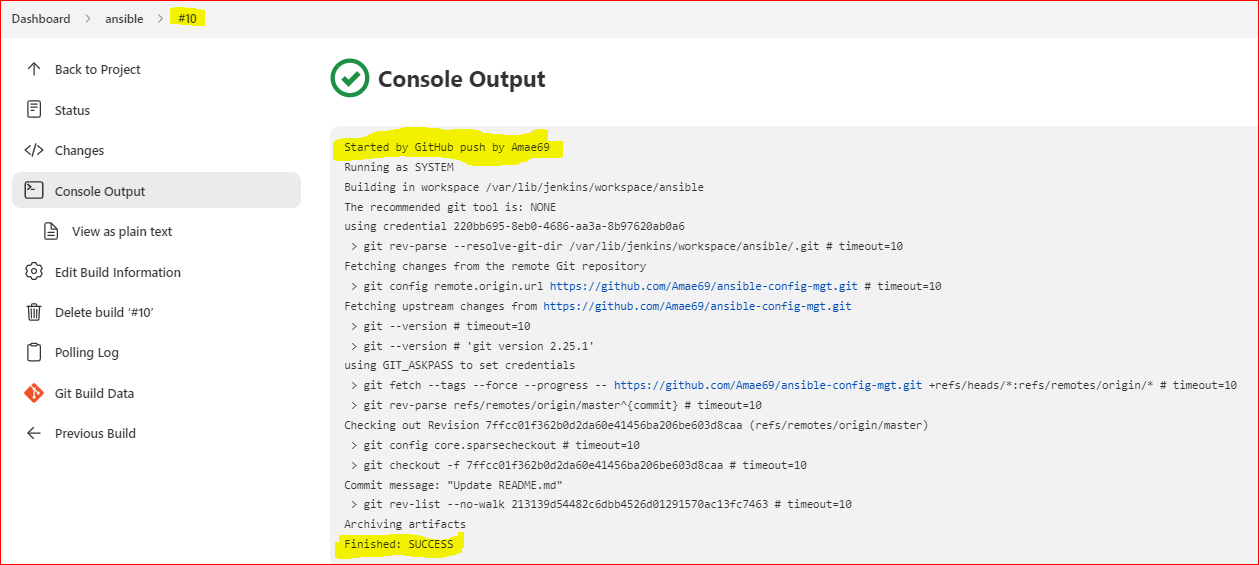 Dashboard > ansible > #10
Back to Project
Status
Changes
Console Output
View as plain text
Edit Build Information
Delete build ‘#10’
Polling Log
Git Build Data
Previous Build
Console Output
Started by GitHub push by Amae69
Running as SYSTEM
Building in workspace /var/lib/jenkins/workspace/ansible
The recommended git tool is: NONE
using credential 220bb695-8eb0-4686-aa3a-8b97620ab0a6
> git rev-parse --resolve-git-dir /var/lib/jenkins/workspace/ansible/.git # timeout=10
Fetching changes from the remote Git repository
> git config remote.origin.url https://github.com/Amae69/ansible-config-mgt.git # timeout=10
Fetching upstream changes from https://github.com/Amae69/ansible-config-mgt.git
> git --version # timeout=10
> git --version # 'git version 2.25.1'
using GIT_ASKPASS to set credentials
> git fetch --tags --force --progress -- https://github.com/Amae69/ansible-config-mgt.git +refs/heads/*:refs/remotes/origin/* # timeout=10
> git rev-parse refs/remotes/origin/master^{commit} # timeout=10
Checking out Revision 7ffcc01f362b0d2da60e41456ba206be603d8caa (refs/remotes/origin/master)
> git config core.sparsecheckout # timeout=10
> git checkout -f 7ffcc01f362b0d2da60e41456ba206be603d8caa # timeout=10
Commit message: "Update README.md"
> git rev-list --no-walk 213139d54482c6dbb4526d01291570ac13fc7463 # timeout=10
Archiving artifacts
Finished: SUCCESS